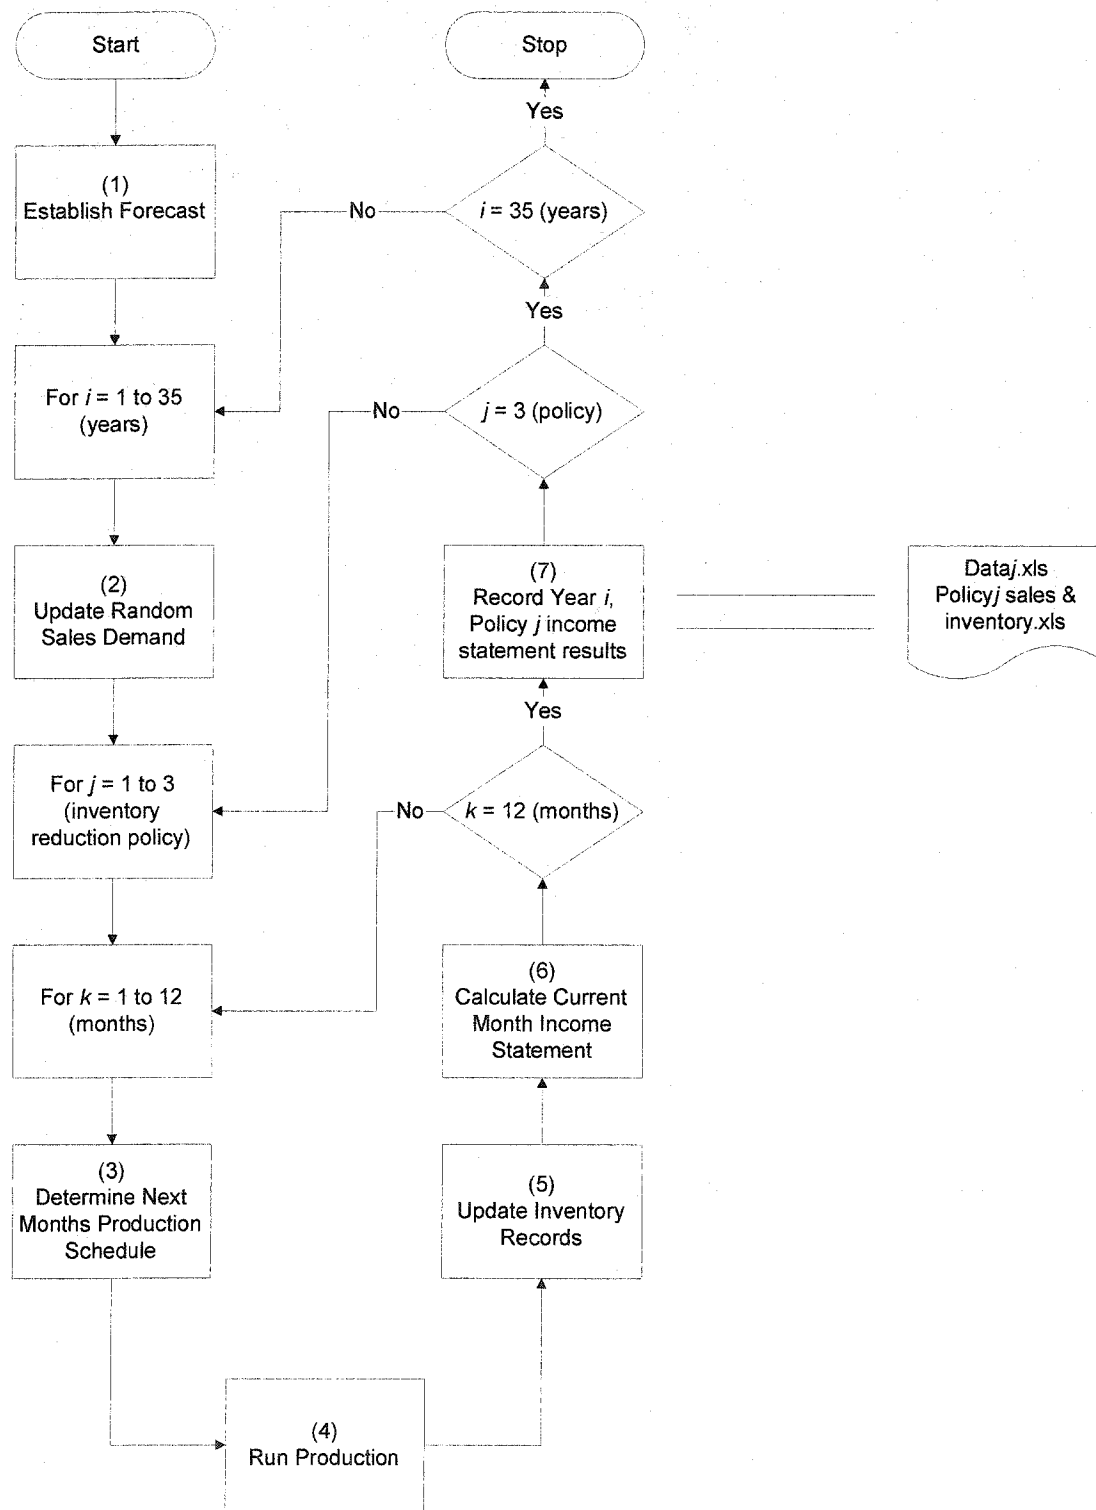 Start
(1)
Establish Forecast
For i = 1 to 35
(years)
(2)
Update Random
Sales Demand
For j = 1 to 3
(inventory
reduction policy)
For k = 1 to 12
(months)
(3)
Determine Next
Months Production
Schedule
(4)
Run Production
(5)
Update Inventory
Records
(6)
Calculate Current
Month Income
Statement
k = 12 (months)
No
Yes
(7)
Record Year i,
Policy j income
statement results
Dataj.xls
Policyj sales &
inventory.xls
j = 3 (policy)
No
Yes
i = 35 (years)
No
Yes
Stop